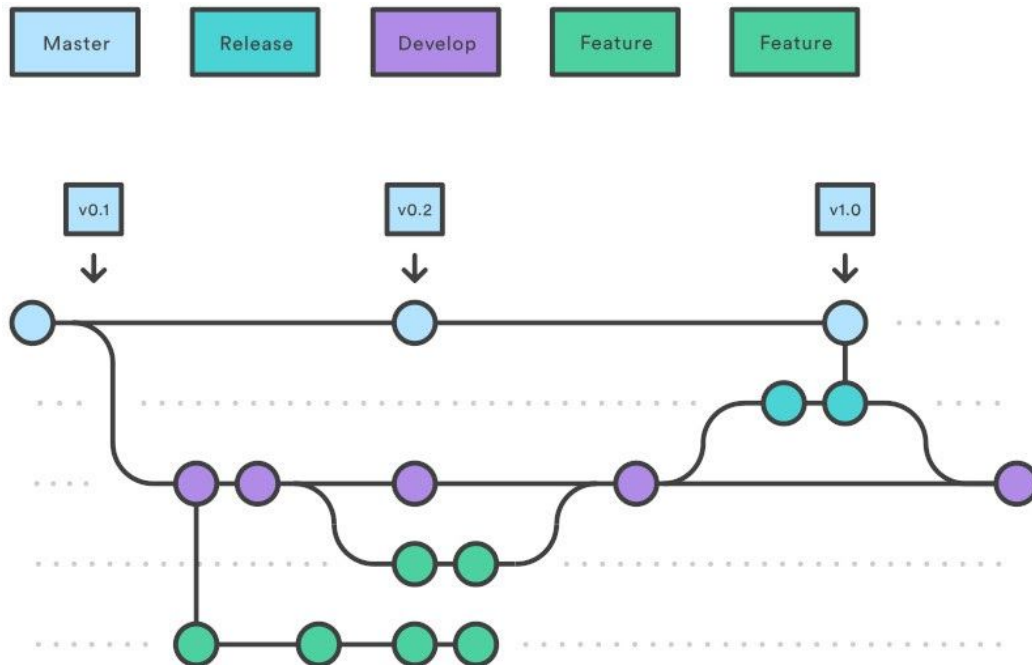 Master
Release
Develop
Feature
Feature
v0.1
v0.2
v1.0